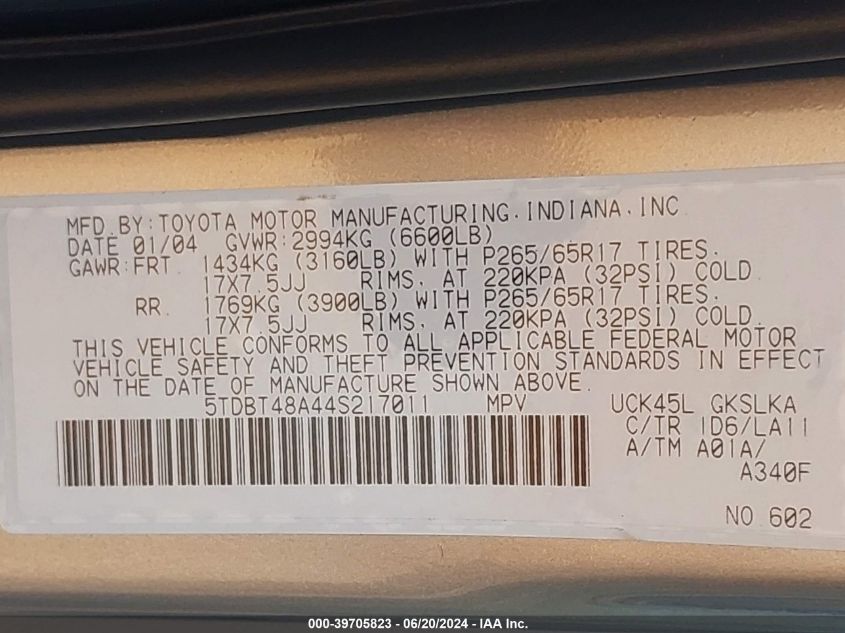 MFD. BY: TOYOTA MOTOR MANUFACTURING, INDIANA, INC.
DATE 01/04 GVWR: 2994KG (6600LB)
GAWR: FRT. 1434KG (3160LB) WITH P265/65R17 TIRES.
17X7.5JJ RIMS, AT 220KPA (32PSI) COLD.
RR. 1769KG (3900LB) WITH P265/65R17 TIRES.
17X7.5JJ RIMS, AT 220KPA (32PSI) COLD.
THIS VEHICLE CONFORMS TO ALL APPLICABLE FEDERAL MOTOR
VEHICLE SAFETY AND THEFT PREVENTION STANDARDS IN EFFECT
ON THE DATE OF MANUFACTURE SHOWN ABOVE.
5TDBT48A44S217011 MPV UCK45L GKSLKA
C/TR 1D6/LA11
A/TM A01A/
A340F
NO. 602
000-39705823 - 06/20/2024 - IAA Inc.